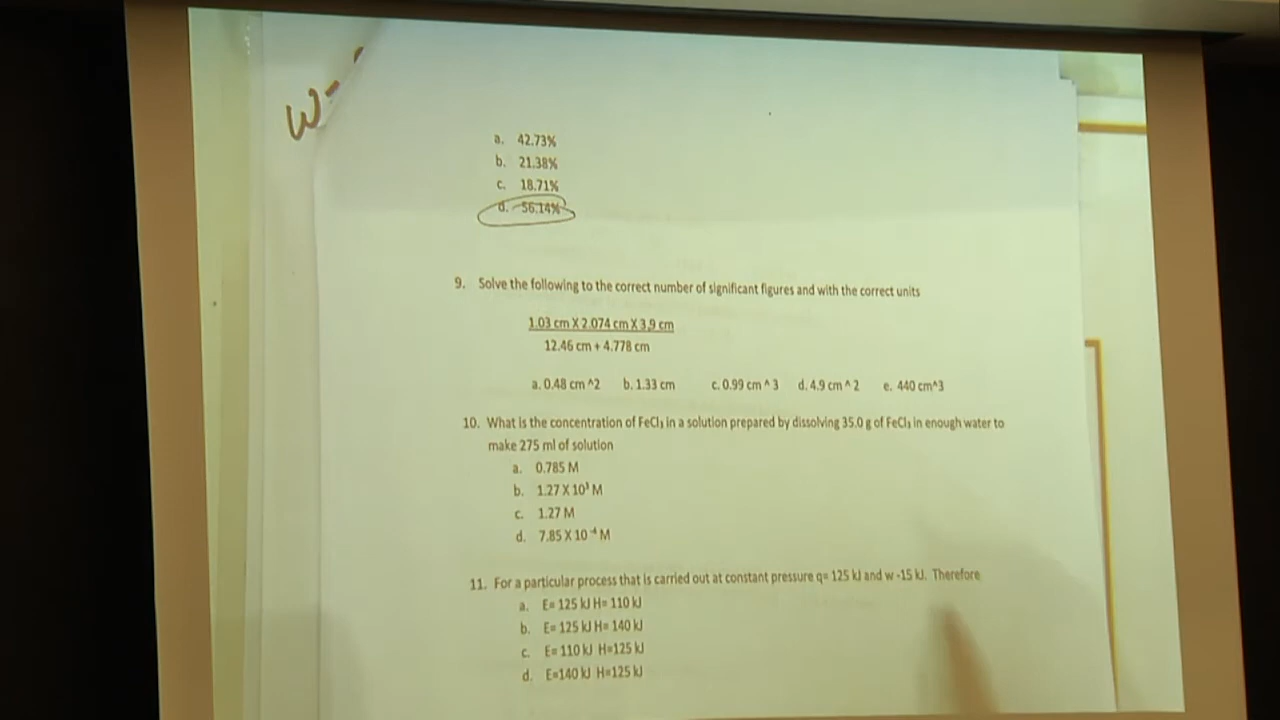 w-
a. 42.73%
b. 21.38%
c. 18.71%
d. 56.14%
9. Solve the following to the correct number of significant figures and with the correct units
1.03 cm X 2.074 cm X 3.9 cm
12.46 cm + 4.778 cm
a. 0.48 cm ^2 b. 1.33 cm c. 0.99 cm ^ 3 d. 4.9 cm ^ 2 e. 440 cm^3
10. What is the concentration of FeCl₃ in a solution prepared by dissolving 35.0 g of FeCl₃ in enough water to
make 275 ml of solution
a. 0.785 M
b. 1.27 X 10³ M
c. 1.27 M
d. 7.85 X 10⁻⁴ M
11. For a particular process that is carried out at constant pressure q= 125 kJ and w -15 kJ. Therefore
a. E= 125 kJ H= 110 kJ
b. E= 125 kJ H= 140 kJ
c. E= 110 kJ H=125 kJ
d. E=140 kJ H=125 kJ